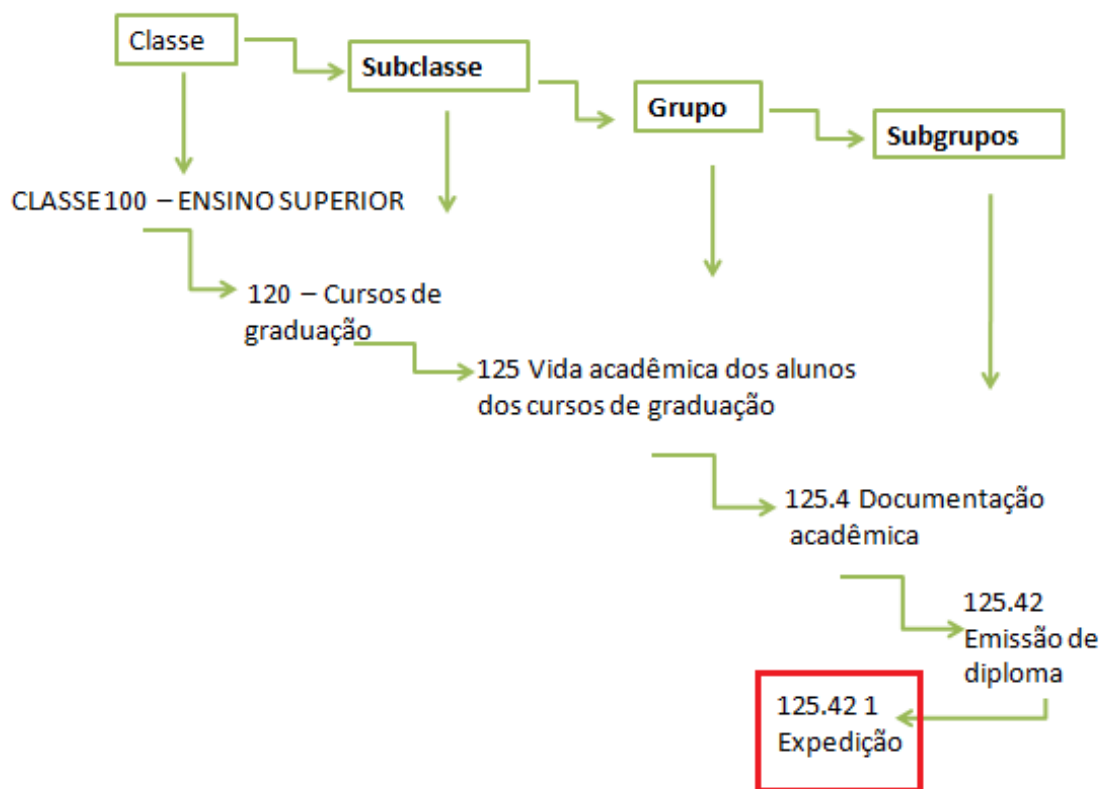 Classe
Subclasse
Grupo
Subgrupos
CLASSE 100 – ENSINO SUPERIOR
120 – Cursos de
graduação
125 Vida acadêmica dos alunos
dos cursos de graduação
125.4 Documentação
acadêmica
125.42
Emissão de
diploma
125.42 1
Expedição